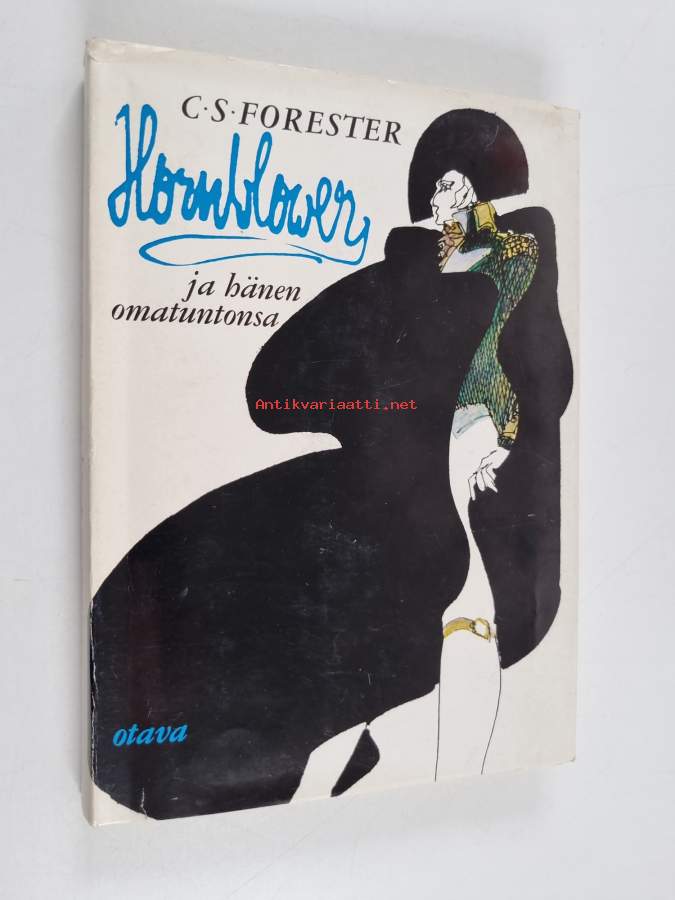 C·S·FORESTER
Hornblower
ja hänen
omatuntonsa
Antikvariaatti.net
otava